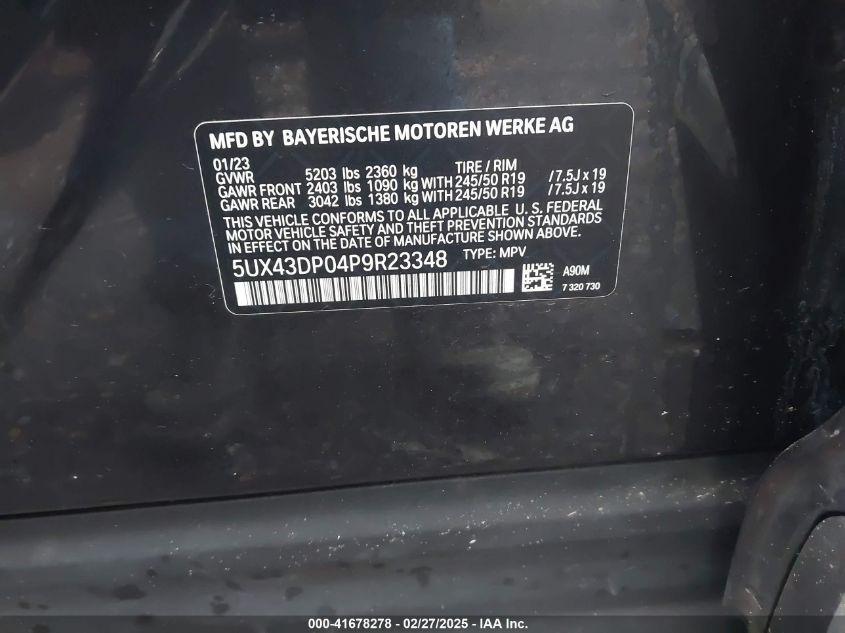 MFD BY BAYERISCHE MOTOREN WERKE AG
01/23 TIRE / RIM
GVWR 5203 lbs 2360 kg
GAWR FRONT 2403 lbs 1090 kg WITH 245/50 R19 /7.5J x 19
GAWR REAR 3042 lbs 1380 kg WITH 245/50 R19 /7.5J x 19
THIS VEHICLE CONFORMS TO ALL APPLICABLE U. S. FEDERAL
MOTOR VEHICLE SAFETY AND THEFT PREVENTION STANDARDS
IN EFFECT ON THE DATE OF MANUFACTURE SHOWN ABOVE.
5UX43DP04P9R23348 TYPE: MPV
A90M
7 320 730
000-41678278 - 02/27/2025 - IAA Inc.